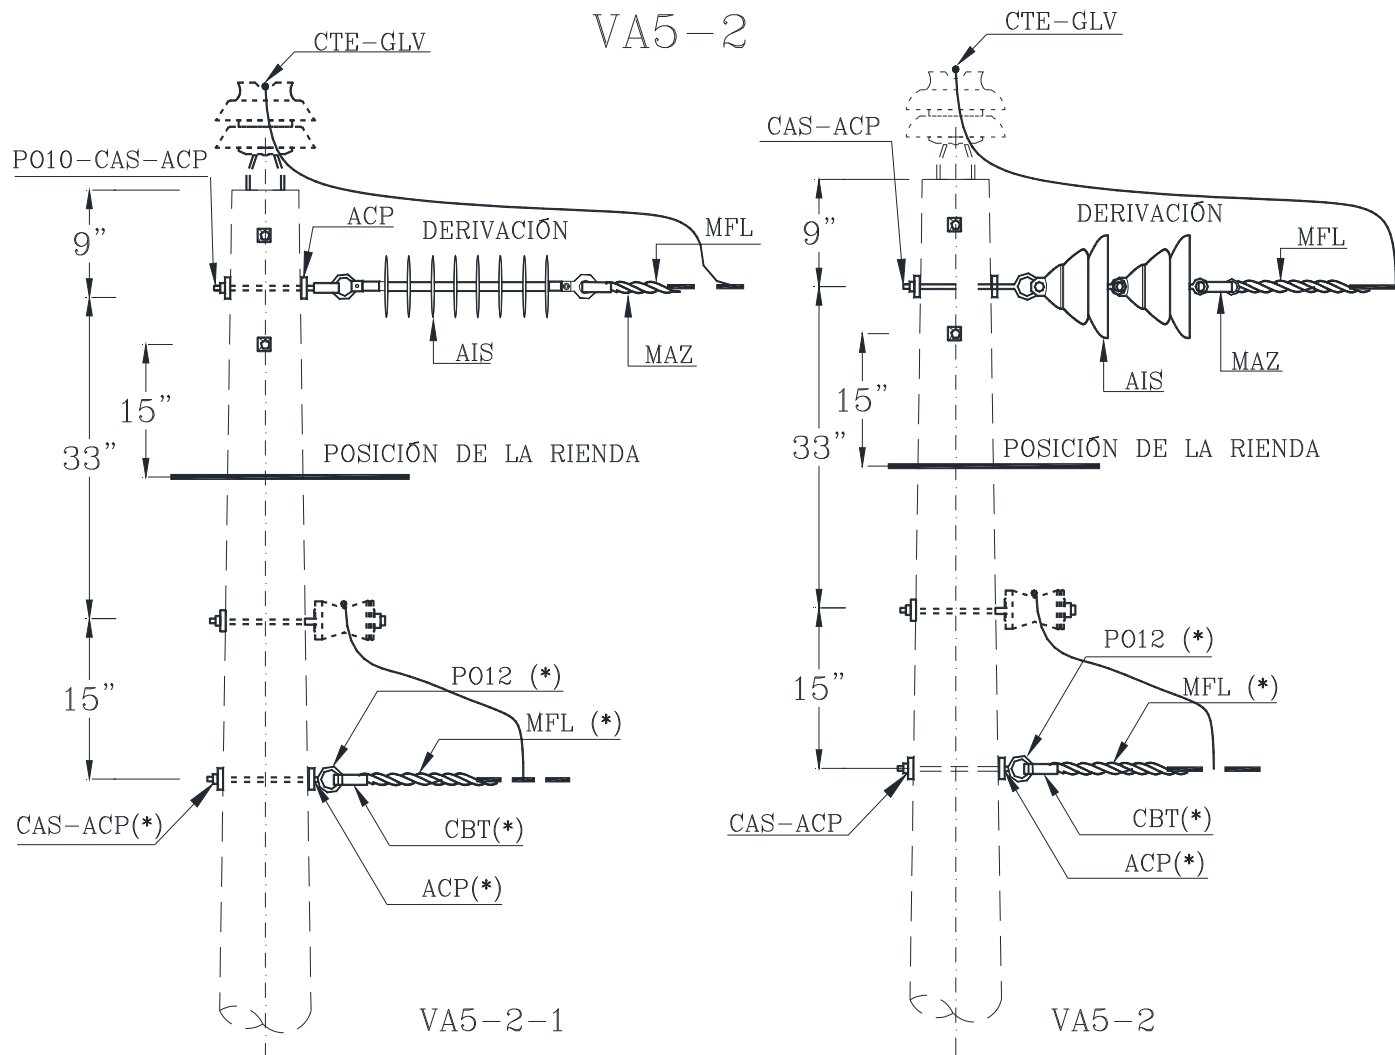 VA5-2
CTE-GLV
PO10-CAS-ACP
9”
ACP
DERIVACIÓN
MFL
AIS
MAZ
15”
33”
POSICIÓN DE LA RIENDA
15”
PO12 (*)
MFL (*)
CAS-ACP(*)
CBT(*)
ACP(*)
VA5-2-1
CTE-GLV
CAS-ACP
9”
DERIVACIÓN
MFL
MAZ
AIS
15”
33”
POSICIÓN DE LA RIENDA
15”
PO12 (*)
MFL (*)
CAS-ACP
CBT(*)
ACP(*)
VA5-2